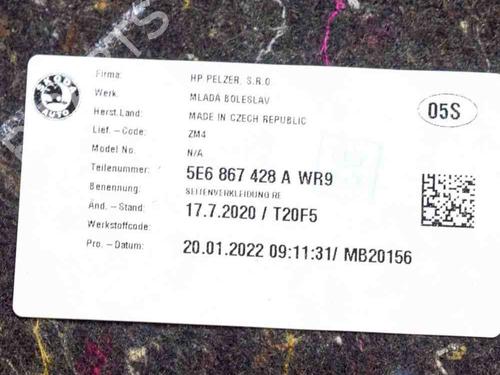 Firma: HP PELZER, S.R.O.
Werk MLADA BOLESLAV
Herst.Land: MADE IN CZECH REPUBLIC
Lief. - Code: ZM4
Model No. N/A
Teilenummer: 5E6 867 428 A WR9
Benennung: SEITENVERKLEIDUNG RE
Änd. - Stand: 17.7.2020 / T20F5
Werkstoffcode:
Pro. - Datum: 20.01.2022 09:11:31/ MB20156
05S
SKODA
AUTO